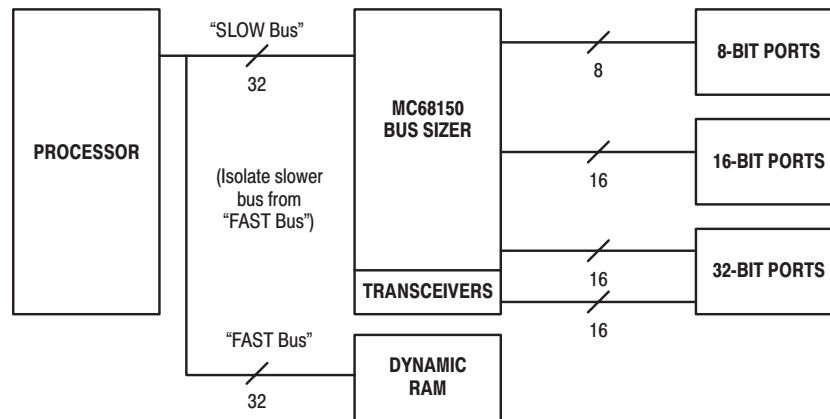 “SLOW Bus”
32
PROCESSOR
MC68150
BUS SIZER
8
8-BIT PORTS
16
16-BIT PORTS
(Isolate slower
bus from
“FAST Bus”)
16
32-BIT PORTS
TRANSCEIVERS
16
“FAST Bus”
32
DYNAMIC
RAM